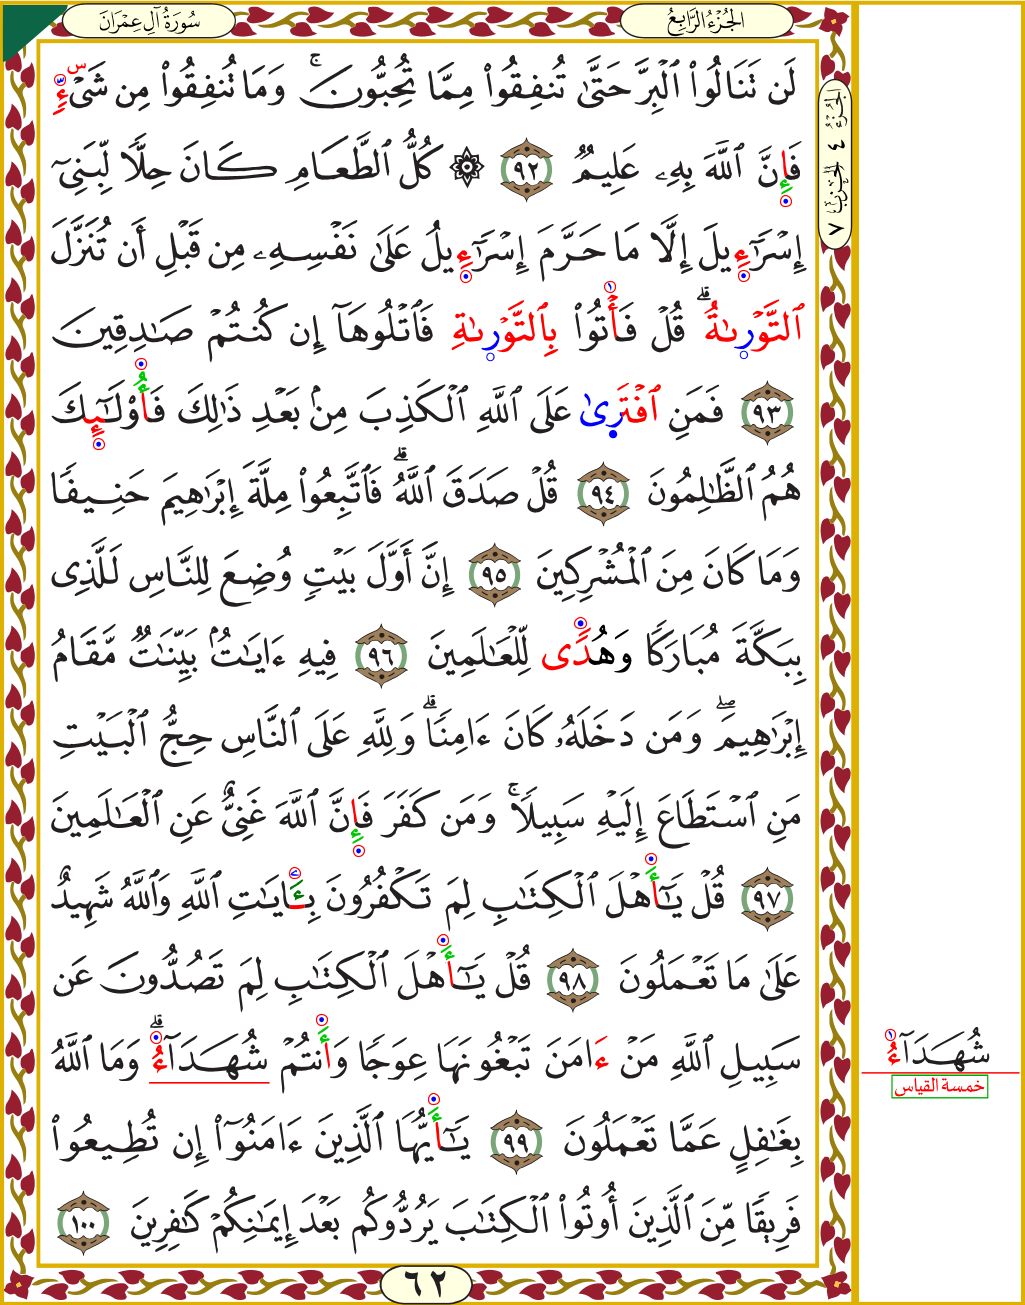 سُورَةُ آلِ عِمْرَانَ
الجُزْءُ الرَّابِعُ
لَن تَنَالُوا۟ ٱلْبِرَّ حَتَّىٰ تُنفِقُوا۟ مِمَّا تُحِبُّونَ ۚ وَمَا تُنفِقُوا۟ مِن شَىْءٍۢ س
فَإِنَّ ٱللَّهَ بِهِۦ عَلِيمٌۭ ٩٢ ۞ كُلُّ ٱلطَّعَامِ كَانَ حِلًّۭا لِّبَنِىٓ
إِسْرَٰٓءِيلَ إِلَّا مَا حَرَّمَ إِسْرَٰٓءِيلُ عَلَىٰ نَفْسِهِۦ مِن قَبْلِ أَن تُنَزَّلَ
ٱلتَّوْرِىٰةُ ۗ قُلْ فَأْتُوا۟ بِٱلتَّوْرِىٰةِ فَٱتْلُوهَآ إِن كُنتُمْ صَـٰدِقِينَ
٩٣ فَمَنِ ٱفْتَرِىٰ عَلَى ٱللَّهِ ٱلْكَذِبَ مِنۢ بَعْدِ ذَٰلِكَ فَأُو۟لَـٰٓئِكَ
هُمُ ٱلظَّـٰلِمُونَ ٩٤ قُلْ صَدَقَ ٱللَّهُ ۗ فَٱتَّبِعُوا۟ مِلَّةَ إِبْرَٰهِيمَ حَنِيفًۭا
وَمَا كَانَ مِنَ ٱلْمُشْرِكِينَ ٩٥ إِنَّ أَوَّلَ بَيْتٍۢ وُضِعَ لِلنَّاسِ لَلَّذِى
بِبَكَّةَ مُبَارَكًۭا وَهُدًۭى لِّلْعَـٰلَمِينَ ٩٦ فِيهِ ءَايَـٰتٌۢ بَيِّنَـٰتٌۭ مَّقَامُ
إِبْرَٰهِيمَ ۖ وَمَن دَخَلَهُۥ كَانَ ءَامِنًۭا ۗ وَلِلَّهِ عَلَى ٱلنَّاسِ حِجُّ ٱلْبَيْتِ
مَنِ ٱسْتَطَاعَ إِلَيْهِ سَبِيلًۭا ۚ وَمَن كَفَرَ فَإِنَّ ٱللَّهَ غَنِىٌّ عَنِ ٱلْعَـٰلَمِينَ
٩٧ قُلْ يَـٰٓأَهْلَ ٱلْكِتَـٰبِ لِمَ تَكْفُرُونَ بِـَٔايَـٰتِ ٱللَّهِ وَٱللَّهُ شَهِيدٌ
عَلَىٰ مَا تَعْمَلُونَ ٩٨ قُلْ يَـٰٓأَهْلَ ٱلْكِتَـٰبِ لِمَ تَصُدُّونَ عَن
سَبِيلِ ٱللَّهِ مَنْ ءَامَنَ تَبْغُونَهَا عِوَجًۭا وَأَنتُمْ شُهَدَآءُ ۗ وَمَا ٱللَّهُ
بِغَـٰفِلٍ عَمَّا تَعْمَلُونَ ٩٩ يَـٰٓأَيُّهَا ٱلَّذِينَ ءَامَنُوٓا۟ إِن تُطِيعُوا۟
فَرِيقًۭا مِّنَ ٱلَّذِينَ أُوتُوا۟ ٱلْكِتَـٰبَ يَرُدُّوكُم بَعْدَ إِيمَـٰنِكُمْ كَـٰفِرِينَ ١٠٠
٦٢
الجُزءُ ٤ الحِزْبُ ٧
شُهَدَآءُ
خمسة القياس